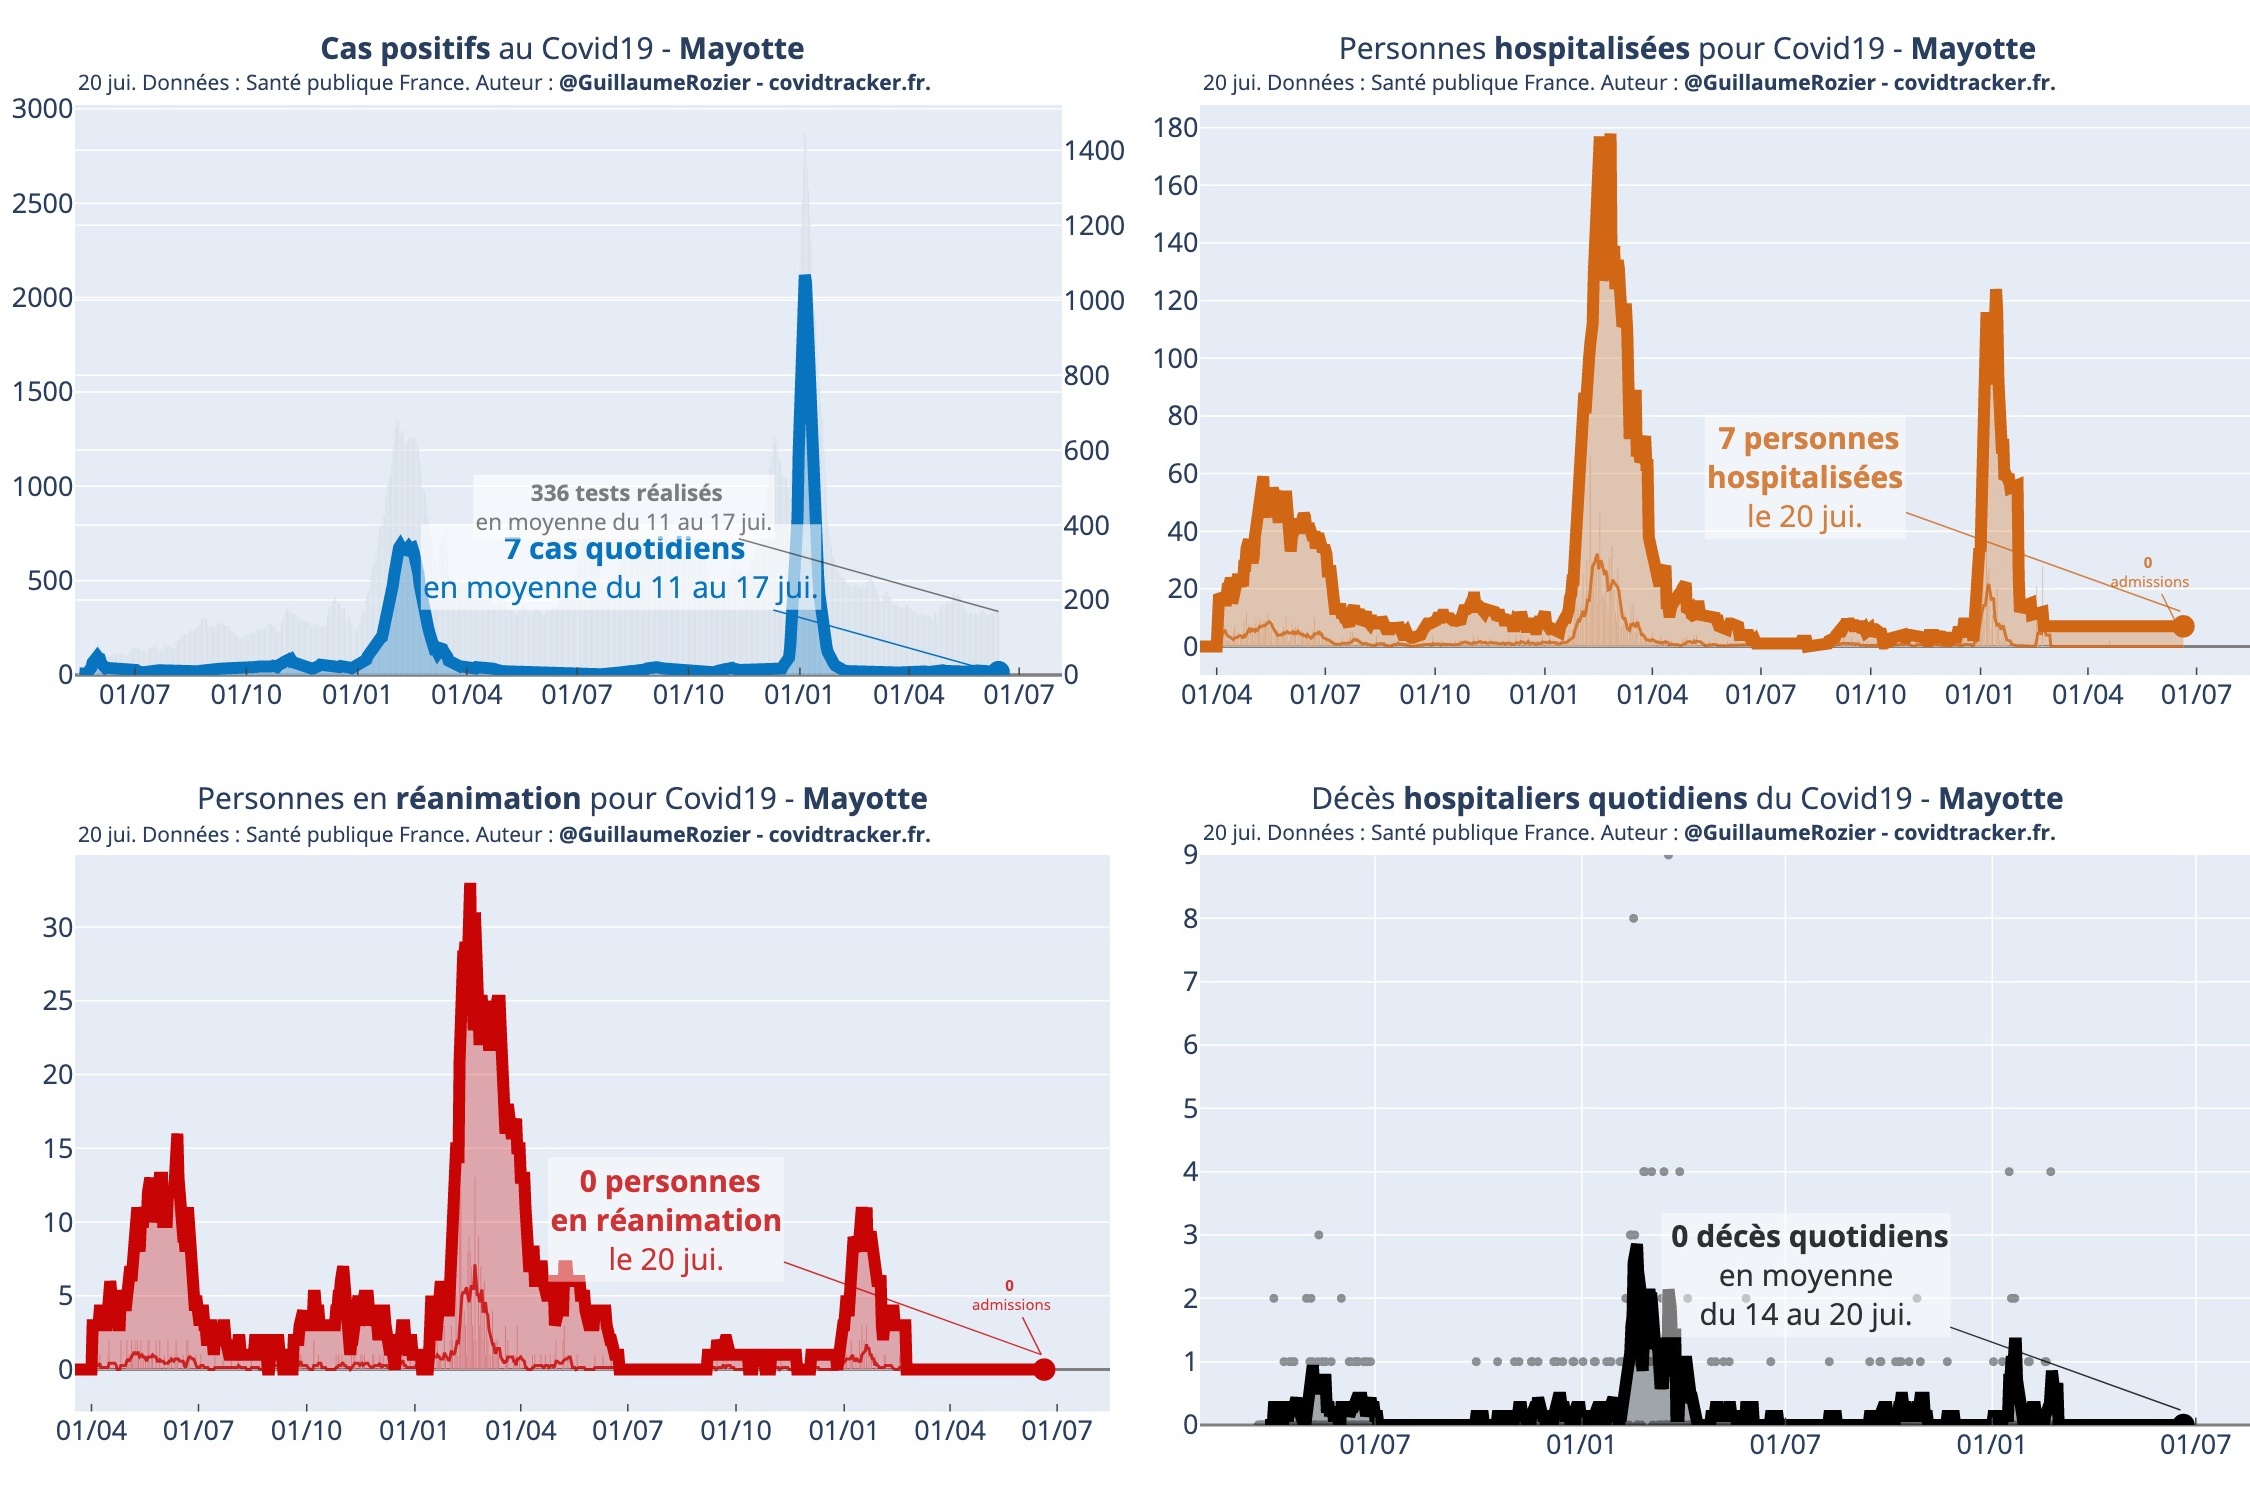 Cas positifs au Covid19 - Mayotte
20 jui. Données : Santé publique France. Auteur : @GuillaumeRozier - covidtracker.fr.
3000
2500
2000
1500
1000
500
0
1400
1200
1000
800
600
400
200
0
336 tests réalisés
en moyenne du 11 au 17 jui.
7 cas quotidiens
en moyenne du 11 au 17 jui.
01/07 01/10 01/01 01/04 01/07 01/10 01/01 01/04 01/07
Personnes hospitalisées pour Covid19 - Mayotte
20 jui. Données : Santé publique France. Auteur : @GuillaumeRozier - covidtracker.fr.
180
160
140
120
100
80
60
40
20
0
7 personnes
hospitalisées
le 20 jui.
0
admissions
01/04 01/07 01/10 01/01 01/04 01/07 01/10 01/01 01/04 01/07
Personnes en réanimation pour Covid19 - Mayotte
20 jui. Données : Santé publique France. Auteur : @GuillaumeRozier - covidtracker.fr.
30
25
20
15
10
5
0
0 personnes
en réanimation
le 20 jui.
0
admissions
01/04 01/07 01/10 01/01 01/04 01/07 01/10 01/01 01/04 01/07
Décès hospitaliers quotidiens du Covid19 - Mayotte
20 jui. Données : Santé publique France. Auteur : @GuillaumeRozier - covidtracker.fr.
9
8
7
6
5
4
3
2
1
0
0 décès quotidiens
en moyenne
du 14 au 20 jui.
01/07 01/01 01/07 01/01 01/07